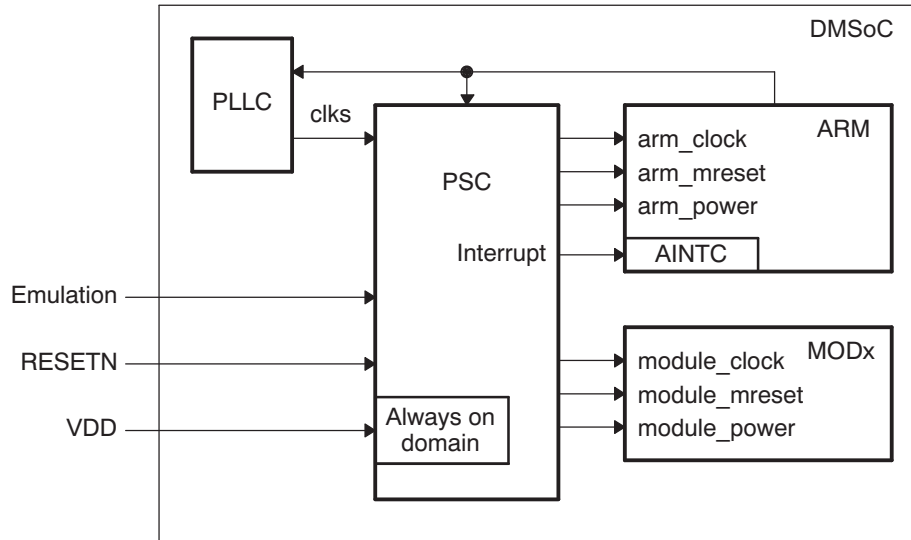 DMSoC
PLLC
clks
PSC
ARM
arm_clock
arm_mreset
arm_power
Interrupt
AINTC
Emulation
RESETN
VDD
Always on
domain
MODx
module_clock
module_mreset
module_power